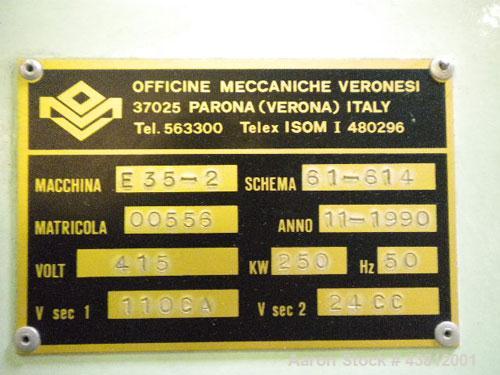 OFFICINE MECCANICHE VERONESI
37025 PARONA (VERONA) ITALY
Tel. 563300 Telex ISOM I 480296
MACCHINA E 35-2 SCHEMA 61-614
MATRICOLA 00556 ANNO 11-1990
VOLT 415 KW 250 Hz 50
V sec 1 110CA V sec 2 24CC
Aaron Stock #